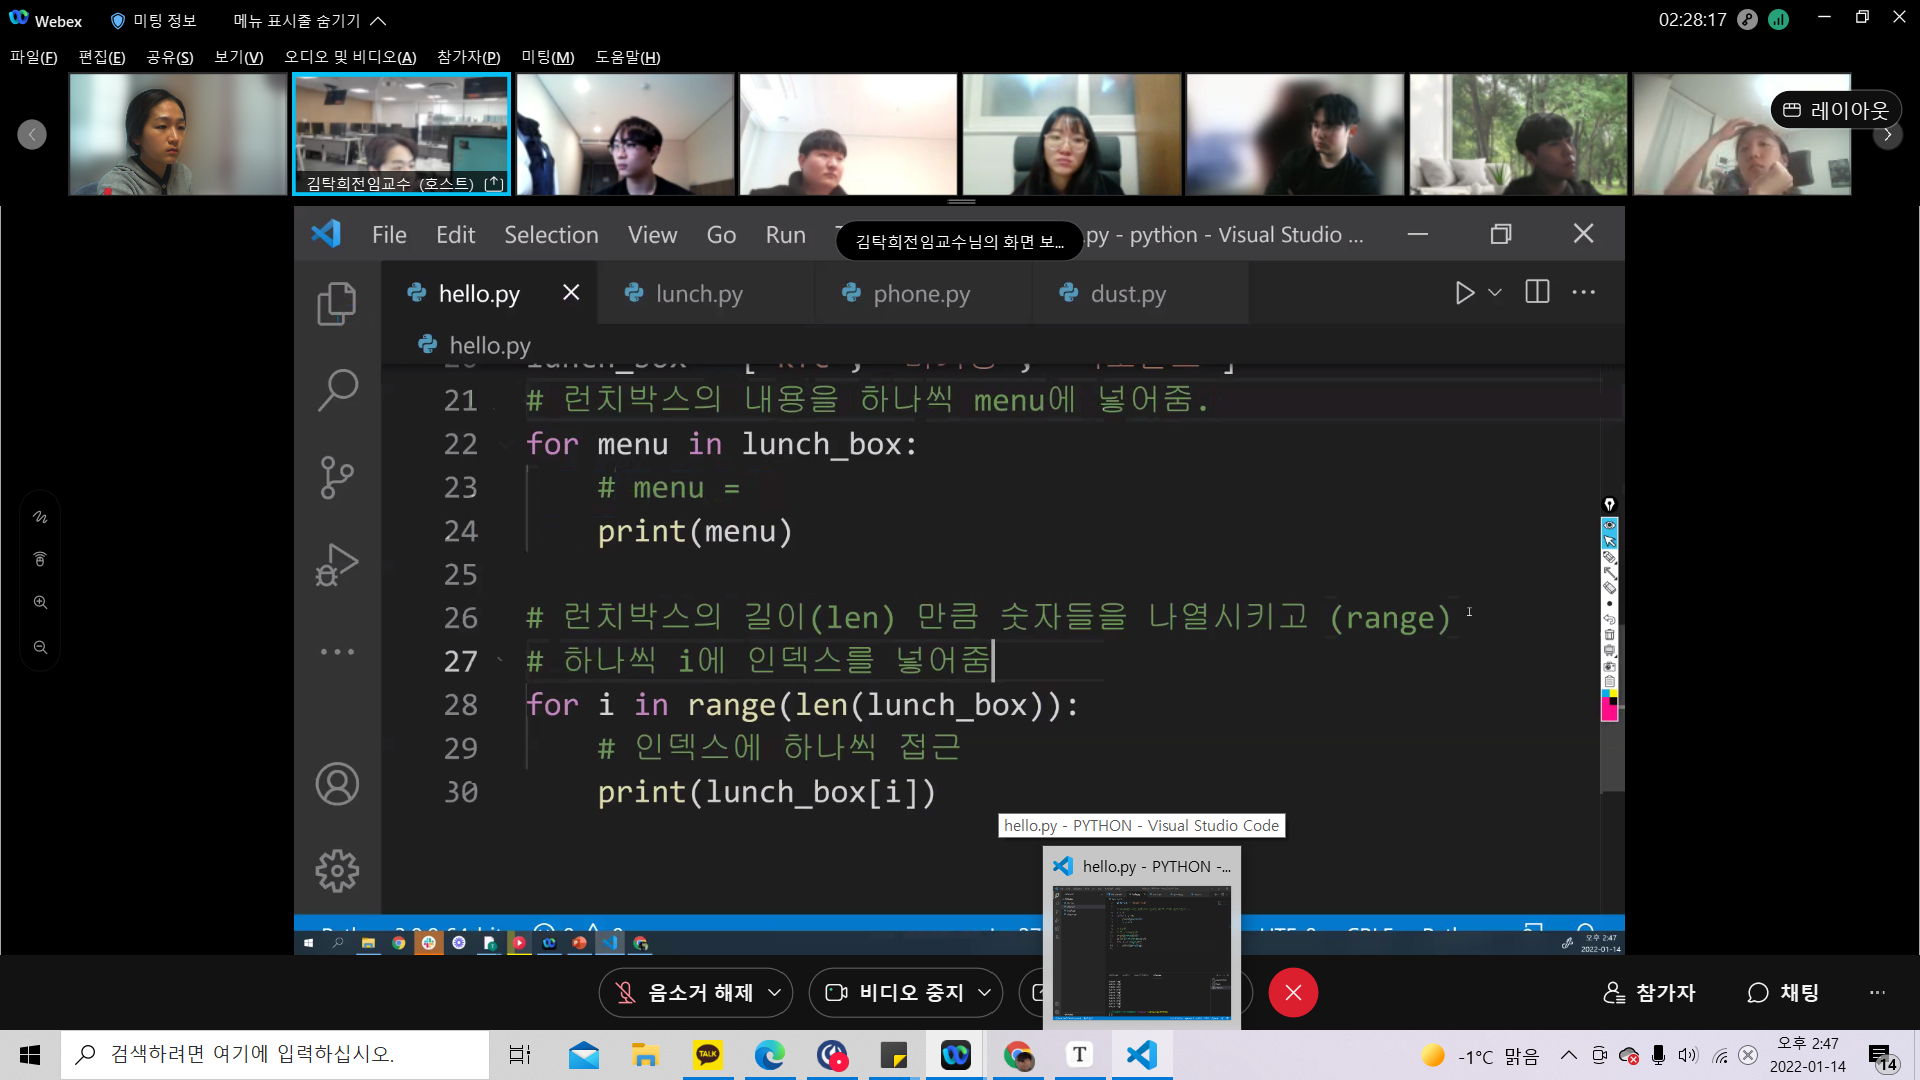 Webex 미팅 정보 메뉴 표시줄 숨기기 02:28:17
파일(F) 편집(E) 공유(S) 보기(V) 오디오 및 비디오(A) 참가자(P) 미팅(M) 도움말(H)
레이아웃
김탁희전임교수 (호스트)
File Edit Selection View Go Run 김탁희전임교수님의 화면 보... .py - python - Visual Studio ...
hello.py lunch.py phone.py dust.py
hello.py
21 # 런치박스의 내용을 하나씩 menu에 넣어줌.
22 for menu in lunch_box:
23 # menu =
24 print(menu)
25
26 # 런치박스의 길이(len) 만큼 숫자들을 나열시키고 (range)
27 # 하나씩 i에 인덱스를 넣어줌
28 for i in range(len(lunch_box)):
29 # 인덱스에 하나씩 접근
30 print(lunch_box[i])
hello.py - PYTHON - Visual Studio Code
hello.py - PYTHON -...
오후 2:47
2022-01-14
음소거 해제 비디오 중지 참가자 채팅
검색하려면 여기에 입력하십시오.
TALK
T
-1°C 맑음
오후 2:47
2022-01-14
14